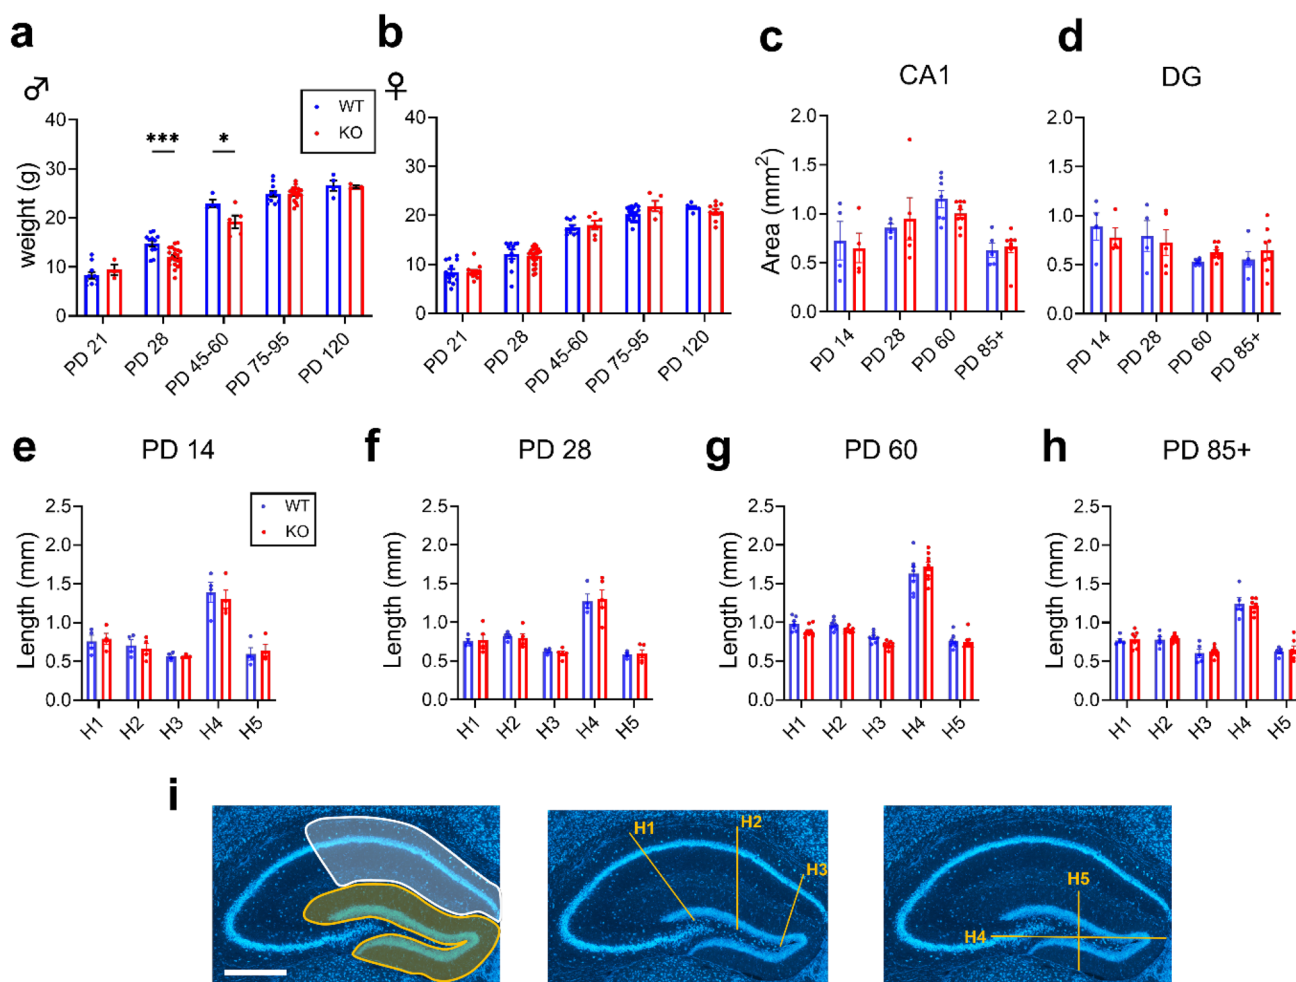 a
b
c
d
♂
♀
CA1
DG
WT
KO
weight (g)
40
30
20
10
0
***
*
PD 21
PD 28
PD 45-60
PD 75-95
PD 120
40
30
20
10
0
PD 21
PD 28
PD 45-60
PD 75-95
PD 120
Area (mm²)
2.0
1.5
1.0
0.5
0.0
PD 14
PD 28
PD 60
PD 85+
2.0
1.5
1.0
0.5
0.0
PD 14
PD 28
PD 60
PD 85+
e
PD 14
f
PD 28
g
PD 60
h
PD 85+
WT
KO
Length (mm)
2.5
2.0
1.5
1.0
0.5
0.0
H1
H2
H3
H4
H5
Length (mm)
2.5
2.0
1.5
1.0
0.5
0.0
H1
H2
H3
H4
H5
Length (mm)
2.5
2.0
1.5
1.0
0.5
0.0
H1
H2
H3
H4
H5
Length (mm)
2.5
2.0
1.5
1.0
0.5
0.0
H1
H2
H3
H4
H5
i
H1
H2
H3
H5
H4